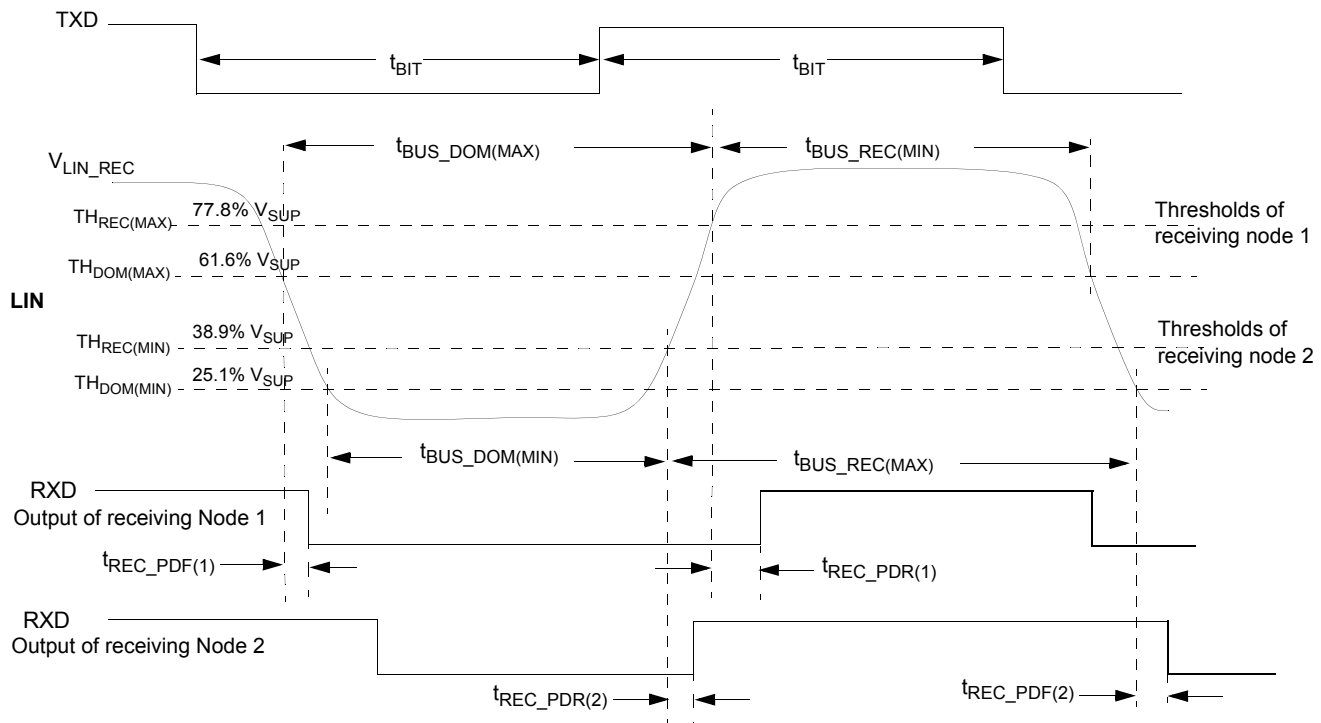 TXD
tBIT
tBIT
tBUS_DOM(MAX)
tBUS_REC(MIN)
VLIN_REC
THREC(MAX) 77.8% VSUP
Thresholds of
receiving node 1
THDOM(MAX) 61.6% VSUP
LIN
THREC(MIN) 38.9% VSUP
Thresholds of
receiving node 2
THDOM(MIN) 25.1% VSUP
tBUS_DOM(MIN)
tBUS_REC(MAX)
RXD
Output of receiving Node 1
tREC_PDF(1)
tREC_PDR(1)
RXD
Output of receiving Node 2
tREC_PDR(2)
tREC_PDF(2)